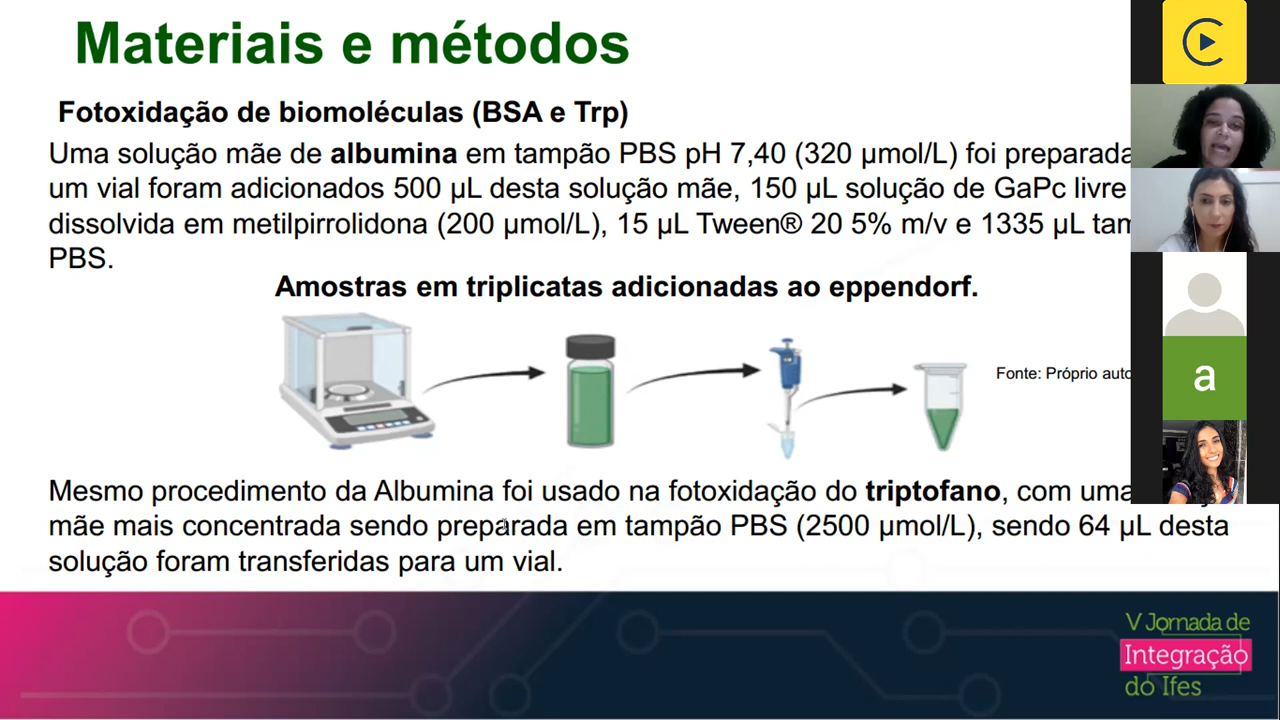 Materiais e métodos
Fotoxidação de biomoléculas (BSA e Trp)
Uma solução mãe de albumina em tampão PBS pH 7,40 (320 µmol/L) foi preparada
um vial foram adicionados 500 µL desta solução mãe, 150 µL solução de GaPc livre
dissolvida em metilpirrolidona (200 µmol/L), 15 µL Tween® 20 5% m/v e 1335 µL
PBS.
Amostras em triplicatas adicionadas ao eppendorf.
Fonte: Próprio
a
Mesmo procedimento da Albumina foi usado na fotoxidação do triptofano, com uma
mãe mais concentrada sendo preparada em tampão PBS (2500 µmol/L), sendo 64 µL desta
solução foram transferidas para um vial.
V Jornada de
Integração
do Ifes